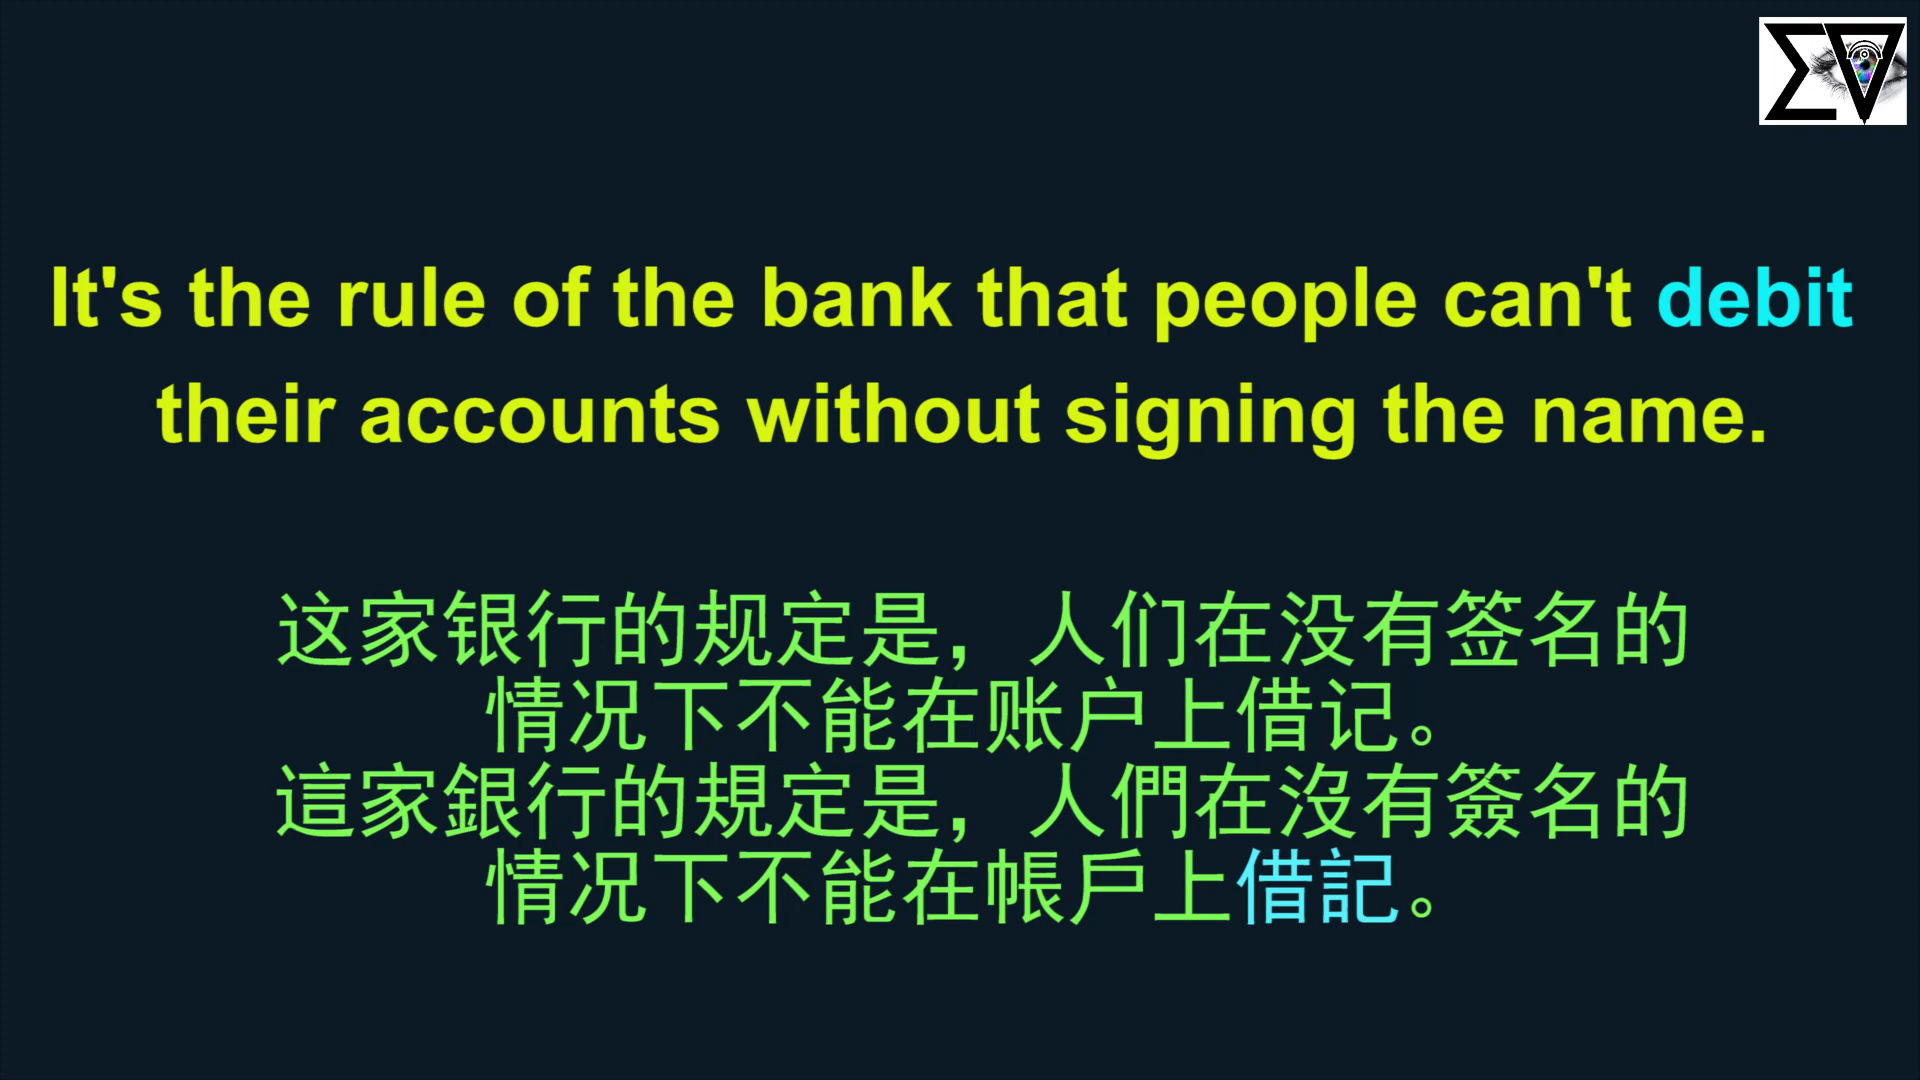 It's the rule of the bank that people can't debit
their accounts without signing the name.
这家银行的规定是，人们在没有签名的
情况下不能在账户上借记。
這家銀行的規定是，人們在沒有簽名的
情况下不能在帳戶上借記。